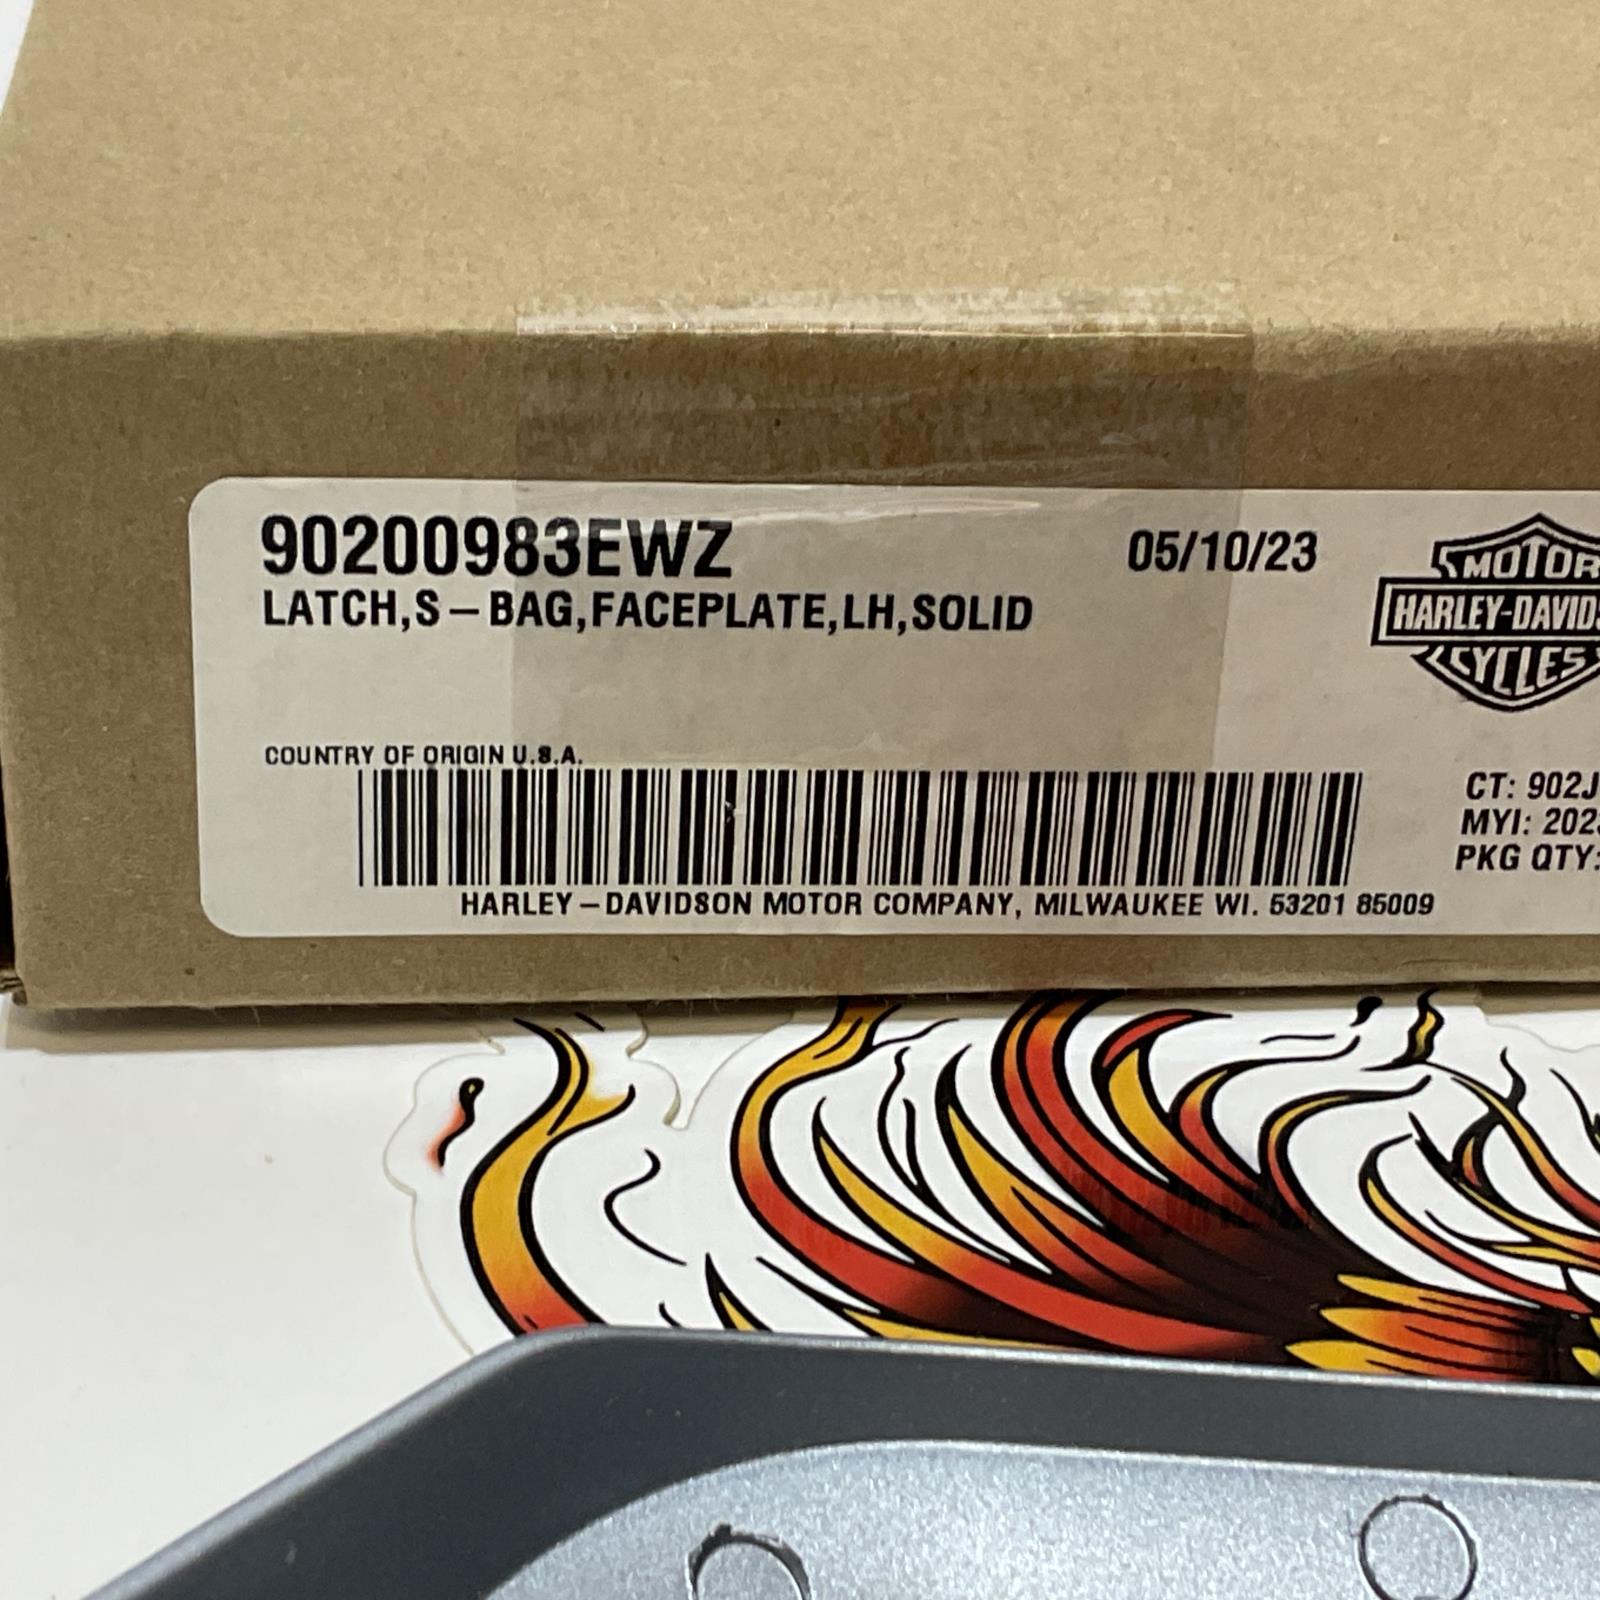 90200983EWZ
05/10/23
LATCH,S-BAG,FACEPLATE,LH,SOLID
MOTOR
HARLEY-DAVIDS
CYCLES
COUNTRY OF ORIGIN U.S.A.
CT: 902J
MYI: 202
PKG QTY:
HARLEY-DAVIDSON MOTOR COMPANY, MILWAUKEE WI. 53201 85009